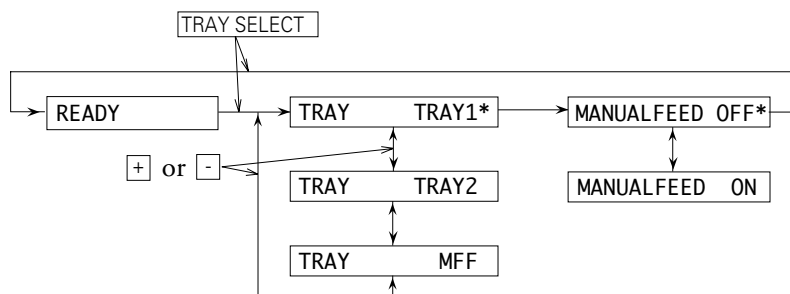 TRAY SELECT
READY
TRAY TRAY1*
MANUALFEED OFF*
+ or -
TRAY TRAY2
MANUALFEED ON
TRAY MFF